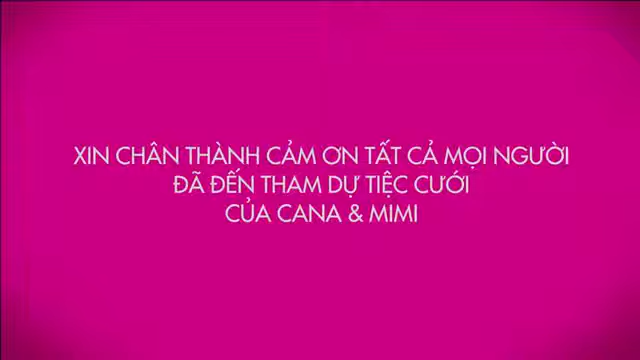 XIN CHÂN THÀNH CẢM ƠN TẤT CẢ MỌI NGƯỜI
ĐÃ ĐẾN THAM DỰ TIỆC CƯỚI
CỦA CANA & MIMI